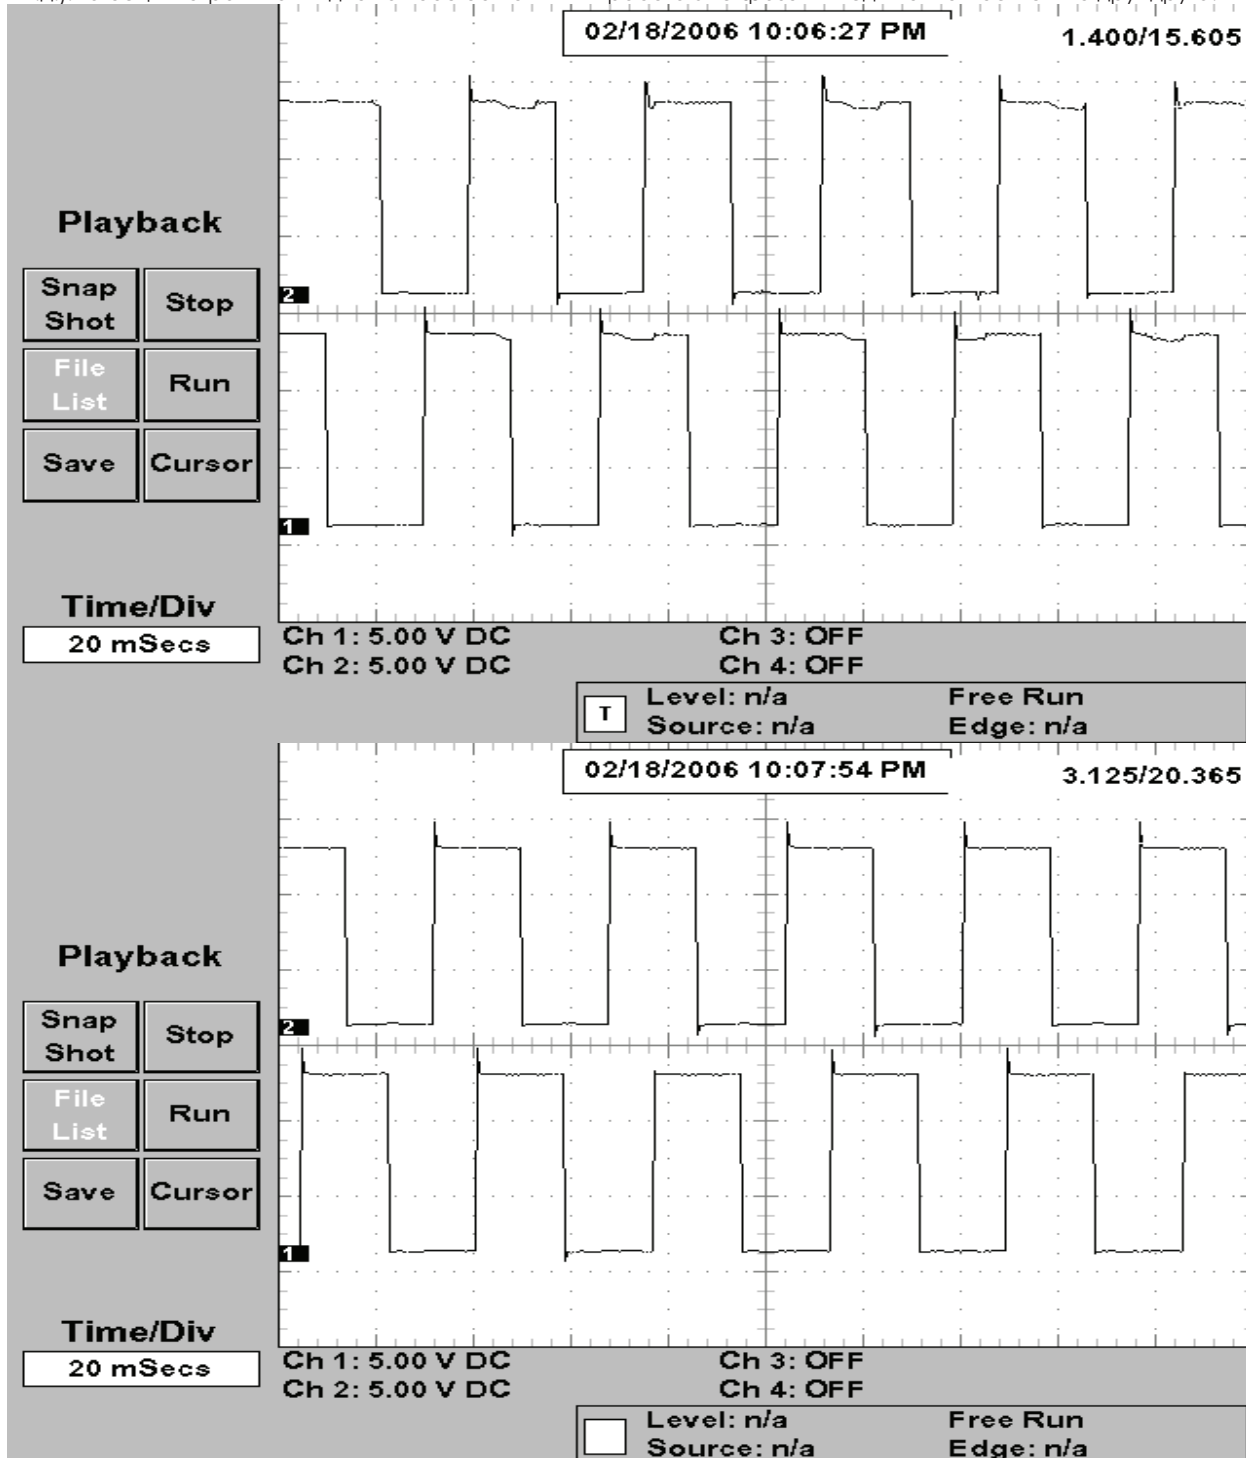 02/18/2006 10:06:27 PM 1.400/15.605
Playback
Snap Shot Stop
File List Run
Save Cursor
2
1
Time/Div
20 mSecs
Ch 1: 5.00 V DC Ch 3: OFF
Ch 2: 5.00 V DC Ch 4: OFF
T Level: n/a Free Run
Source: n/a Edge: n/a
02/18/2006 10:07:54 PM 3.125/20.365
Playback
Snap Shot Stop
File List Run
Save Cursor
2
1
Time/Div
20 mSecs
Ch 1: 5.00 V DC Ch 3: OFF
Ch 2: 5.00 V DC Ch 4: OFF
Level: n/a Free Run
Source: n/a Edge: n/a